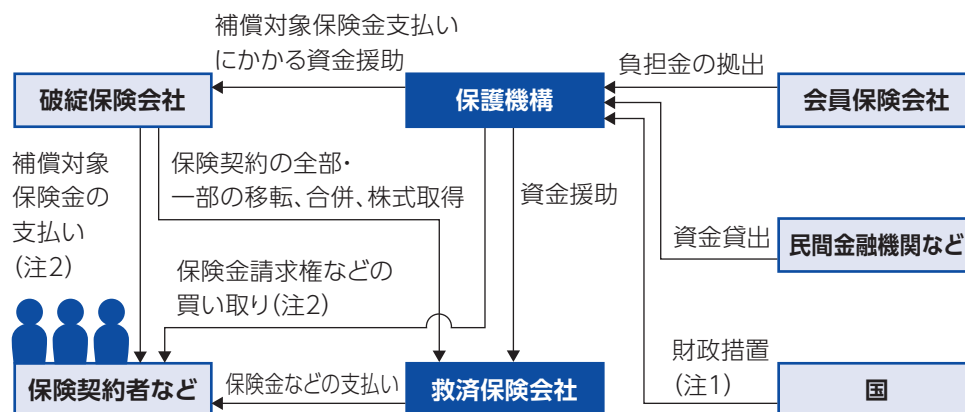 補償対象保険金支払い
にかかる資金援助
負担金の拠出
破綻保険会社
保護機構
会員保険会社
補償対象
保険金の
支払い
(注2)
保険契約の全部・
一部の移転、合併、株式取得
資金援助
資金貸出
民間金融機関など
保険金請求権などの
買い取り(注2)
財政措置
(注1)
保険契約者など
保険金などの支払い
救済保険会社
国